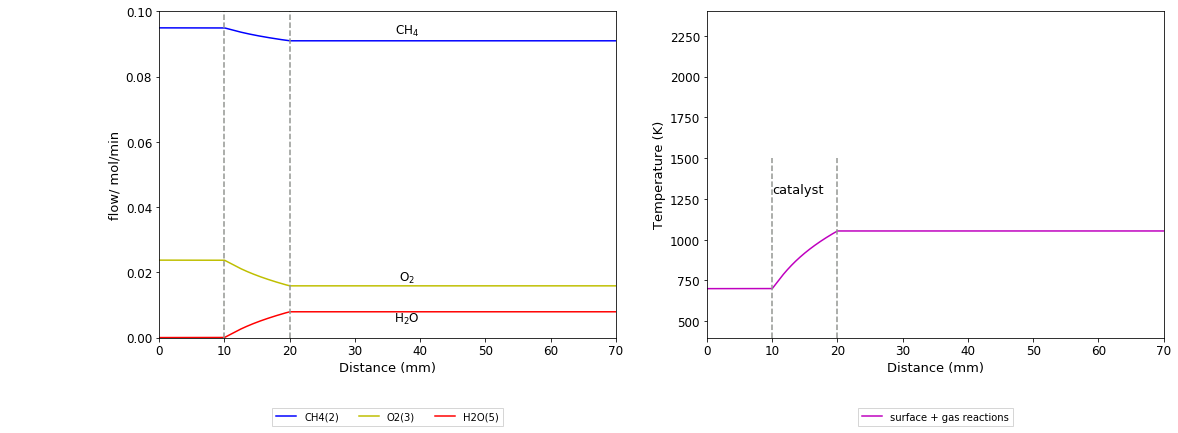 0.10
0.08
0.06
0.04
0.02
0.00
flow/ mol/min
CH₄
O₂
H₂O
0 10 20 30 40 50 60 70
Distance (mm)
CH4(2) O2(3) H2O(5)
2250
2000
1750
1500
1250
1000
750
500
Temperature (K)
catalyst
0 10 20 30 40 50 60 70
Distance (mm)
surface + gas reactions